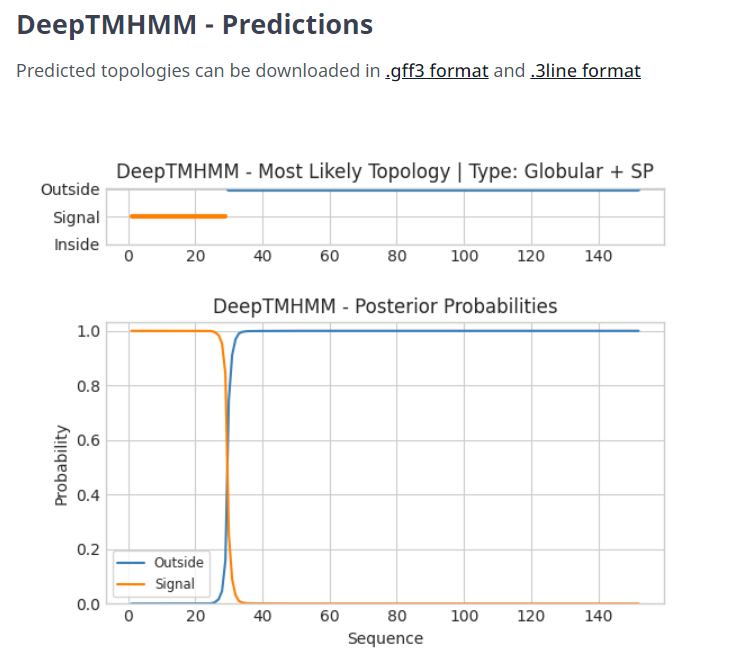 DeepTMHMM - Predictions
Predicted topologies can be downloaded in .gff3 format and .3line format
DeepTMHMM - Most Likely Topology | Type: Globular + SP
Outside
Signal
Inside
0 20 40 60 80 100 120 140
DeepTMHMM - Posterior Probabilities
1.0
0.8
0.6
0.4
0.2
0.0
Probability
Outside
Signal
0 20 40 60 80 100 120 140
Sequence